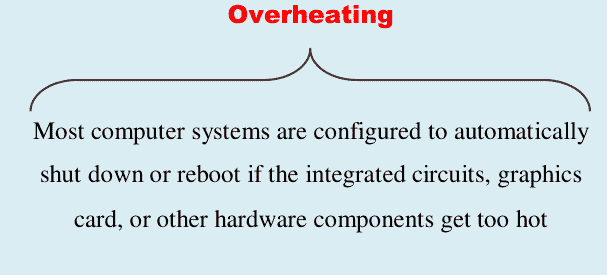 Overheating
Most computer systems are configured to automatically
shut down or reboot if the integrated circuits, graphics
card, or other hardware components get too hot